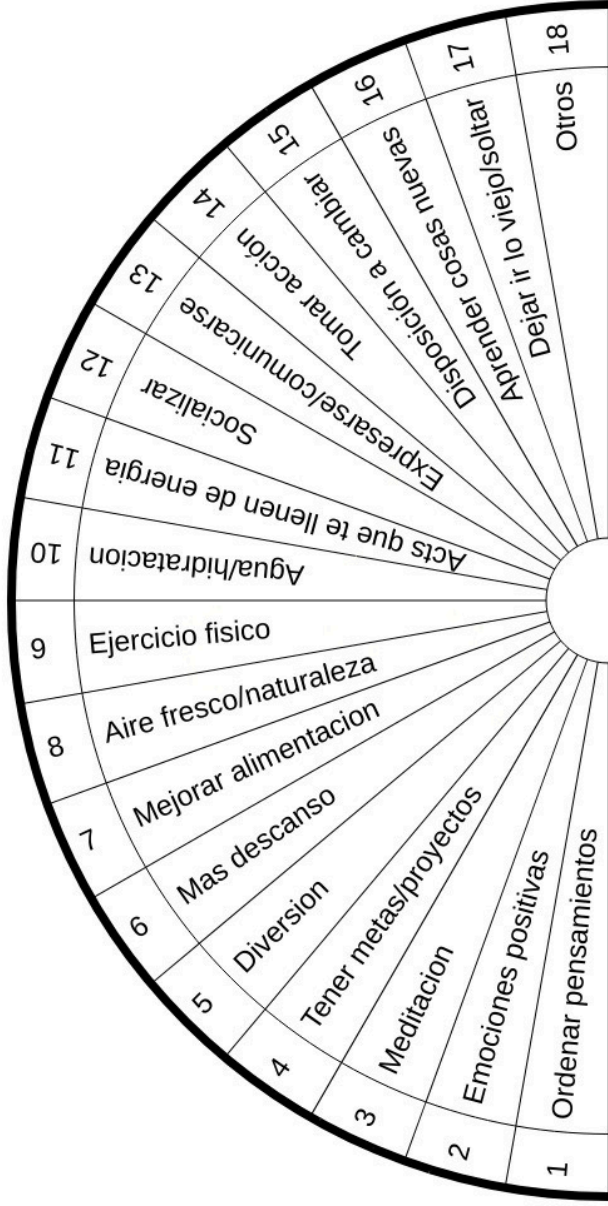 1
Ordenar pensamientos
2
Emociones positivas
3
Meditacion
4
Tener metas/proyectos
5
Diversion
6
Mas descanso
7
Mejorar alimentacion
8
Aire fresco/naturaleza
9
Ejercicio fisico
10
Agua/hidratacion
11
Acts que te llenen de energia
12
Socializar
13
Expresarse/comunicarse
14
Tomar acción
15
Disposición a cambiar
16
Aprender cosas nuevas
17
Dejar ir lo viejo/soltar
18
Otros